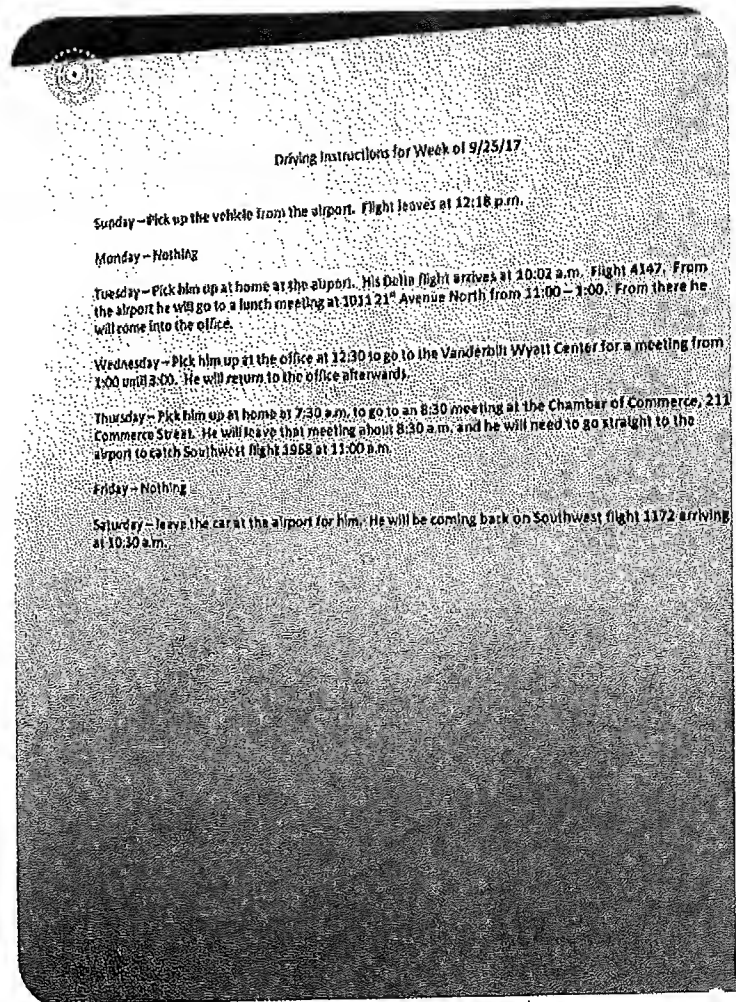 Driving Instructions for Week of 9/25/17
Sunday – Pick up the vehicle from the airport. Flight leaves at 12:18 p.m.
Monday – Nothing
Tuesday – Pick him up at home at the airport. His Delta flight arrives at 10:02 a.m. Flight 4147. From
the airport he will go to a lunch meeting at 1011 21st Avenue North from 11:00 – 1:00. From there he
will come into the office.
Wednesday – Pick him up at the office at 12:30 to go to the Vanderbilt Wyatt Center for a meeting from
1:00 until 3:00. He will return to the office afterwards.
Thursday – Pick him up at home at 7:30 a.m. to go to an 8:30 meeting at the Chamber of Commerce, 211
Commerce Street. He will leave that meeting about 8:30 a.m. and he will need to go straight to the
airport to catch Southwest flight 1968 at 11:00 a.m.
Friday – Nothing
Saturday – leave the car at the airport for him. He will be coming back on Southwest flight 1172 arriving
at 10:30 a.m.